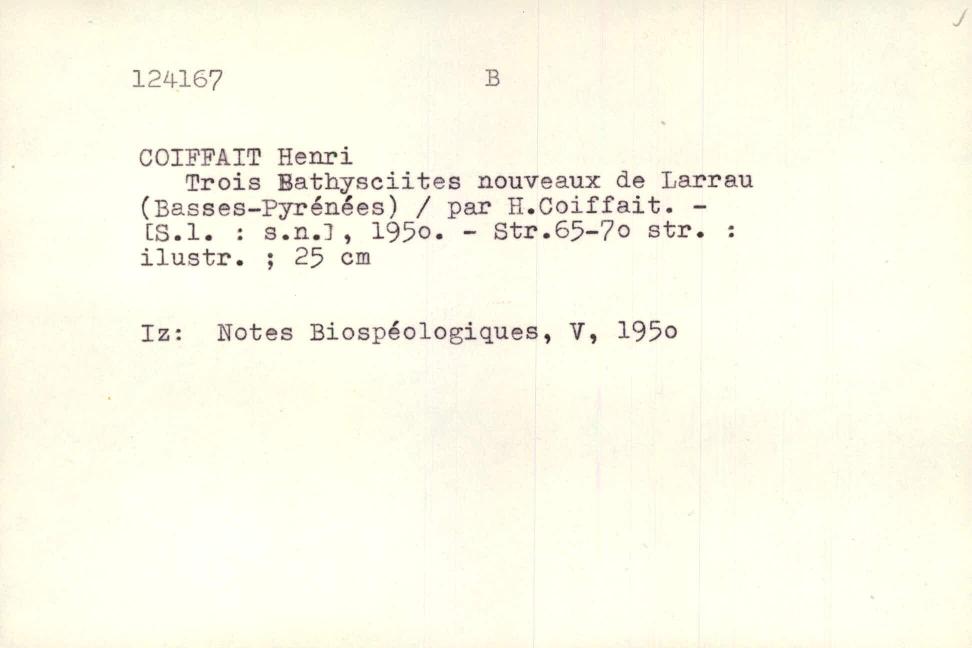 124167 B
COIFFAIT Henri
Trois Bathysciites nouveaux de Larrau
(Basses-Pyrénées) / par H.Coiffait. -
[S.l. : s.n.], 195o. - Str.65-7o str. :
ilustr. ; 25 cm
Iz: Notes Biospéologiques, V, 195o